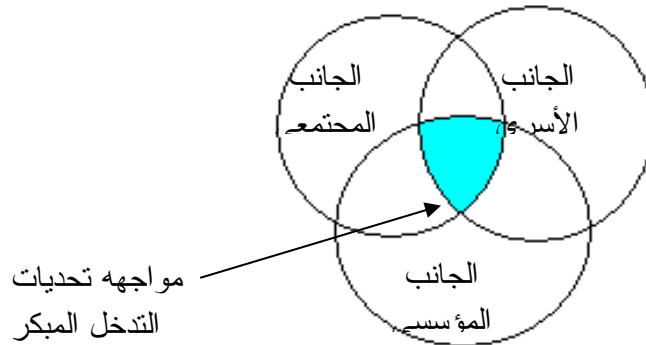 الجانب
المجتمعي
الجانب
الأسري
الجانب
المؤسسي
مواجهه تحديات
التدخل المبكر